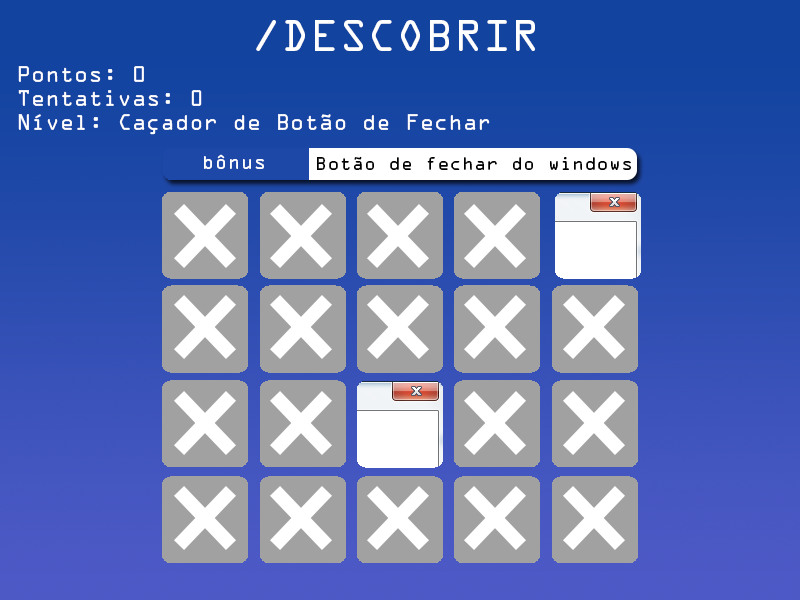 /DESCOBRIR
Pontos: 0
Tentativas: 0
Nível: Caçador de Botão de Fechar
bônus
Botão de fechar do windows